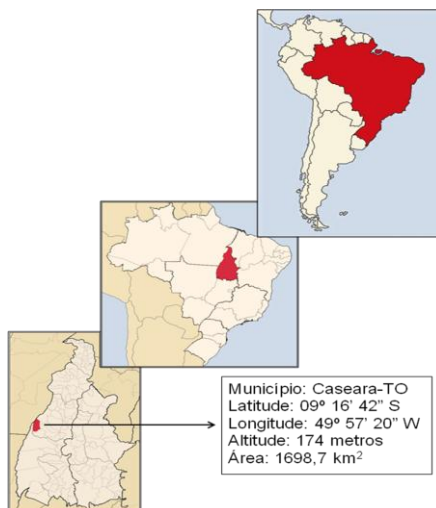 Município: Caseara-TO
Latitude: 09º 16’ 42” S
Longitude: 49º 57’ 20” W
Altitude: 174 metros
Área: 1698,7 km²